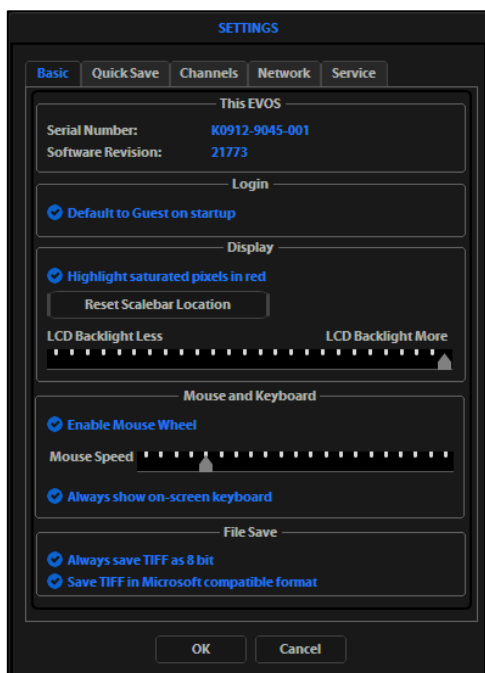 SETTINGS
Basic Quick Save Channels Network Service
This EVOS
Serial Number: K0912-9045-001
Software Revision: 21773
Login
Default to Guest on startup
Display
Highlight saturated pixels in red
Reset Scalebar Location
LCD Backlight Less LCD Backlight More
Mouse and Keyboard
Enable Mouse Wheel
Mouse Speed
Always show on-screen keyboard
File Save
Always save TIFF as 8 bit
Save TIFF in Microsoft compatible format
OK Cancel